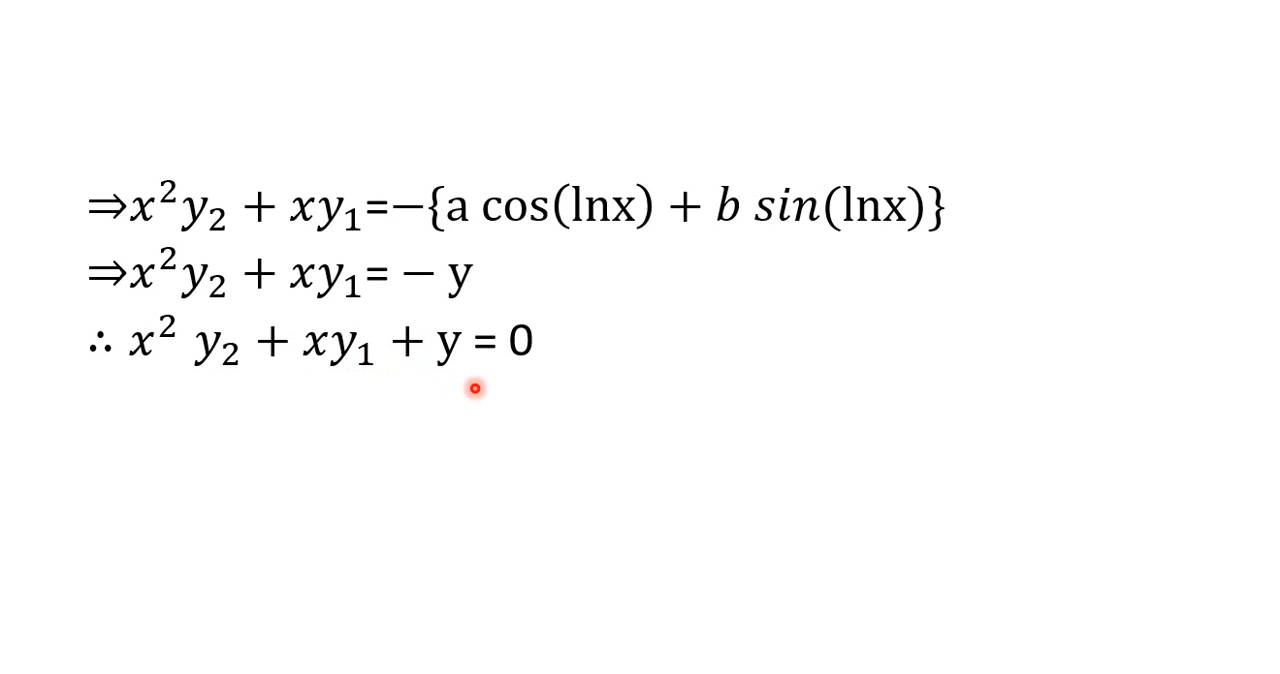 ⇒x²y₂ + xy₁=−{a cos(lnx) + b sin(lnx)}
⇒x²y₂ + xy₁= − y
∴ x² y₂ + xy₁ + y = 0